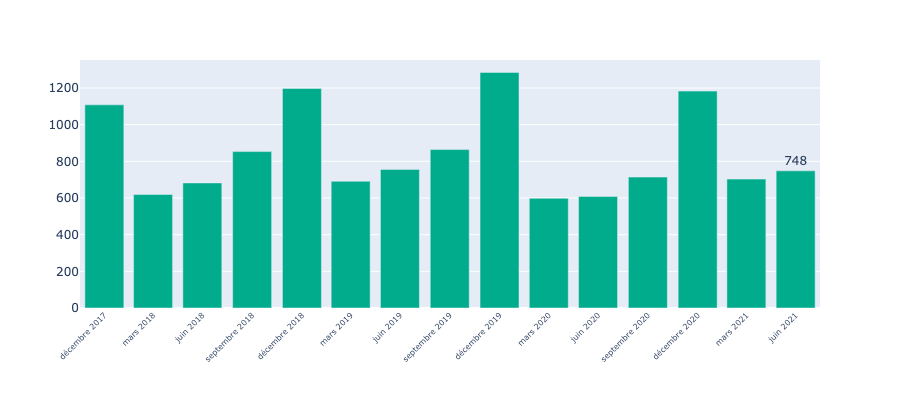 1200
1000
800
600
400
200
0
748
décembre 2017
mars 2018
juin 2018
septembre 2018
décembre 2018
mars 2019
juin 2019
septembre 2019
décembre 2019
mars 2020
juin 2020
septembre 2020
décembre 2020
mars 2021
juin 2021